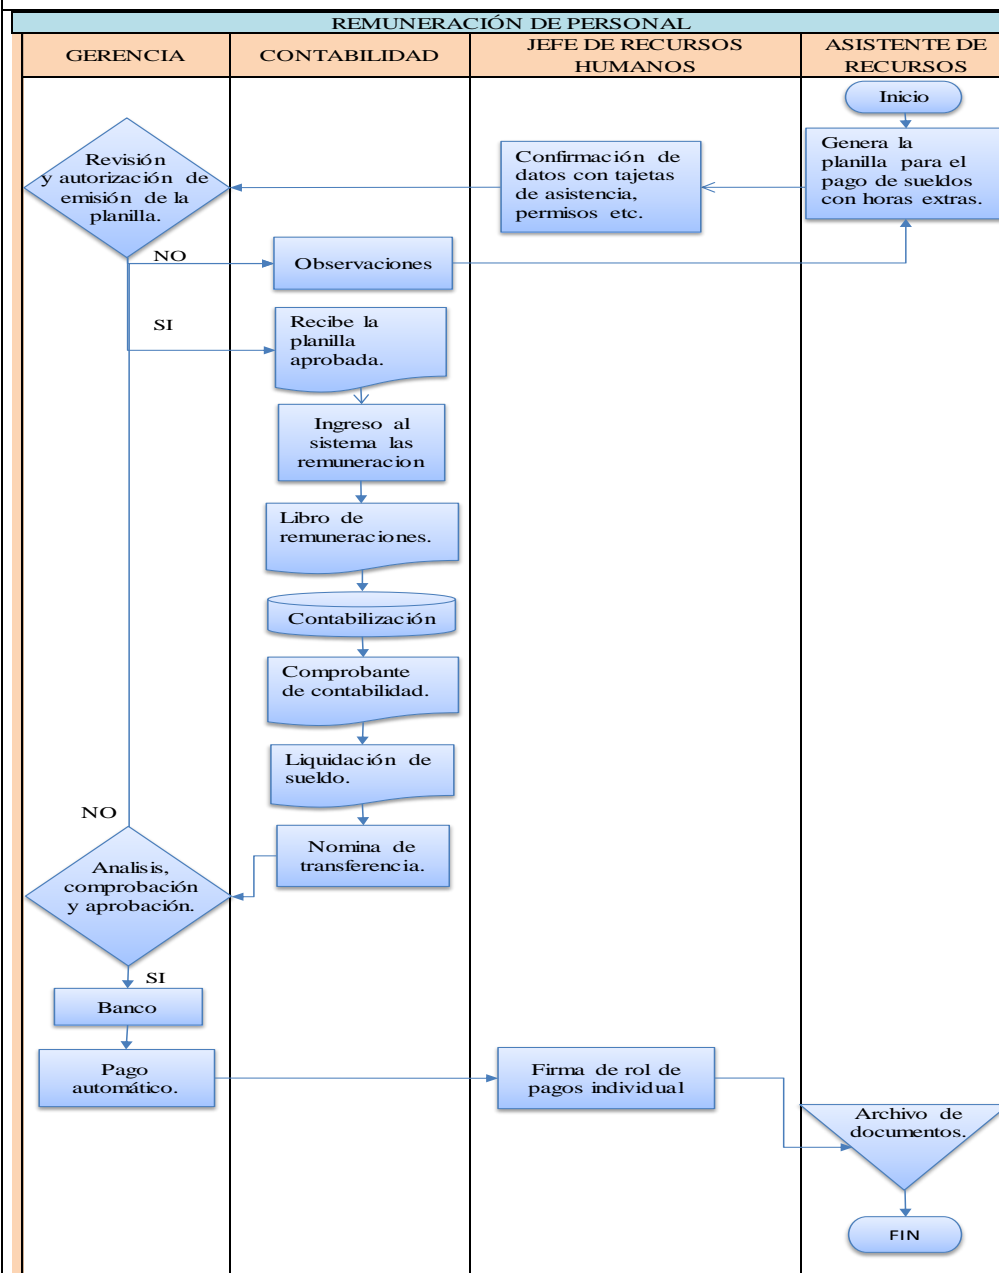 REMUNERACIÓN DE PERSONAL
GERENCIA
CONTABILIDAD
JEFE DE RECURSOS
HUMANOS
ASISTENTE DE
RECURSOS
Inicio
Genera la
planilla para el
pago de sueldos
con horas extras.
Confirmación de
datos con tajetas
de asistencia,
permisos etc.
Revisión
y autorización de
emisión de la
planilla.
NO
Observaciones
SI
Recibe la
planilla
aprobada.
Ingreso al
sistema las
remuneracion
Libro de
remuneraciones.
Contabilización
Comprobante
de contabilidad.
Liquidación de
sueldo.
Nomina de
transferencia.
NO
Analisis,
comprobación
y aprobación.
SI
Banco
Pago
automático.
Firma de rol de
pagos individual
Archivo de
documentos.
FIN